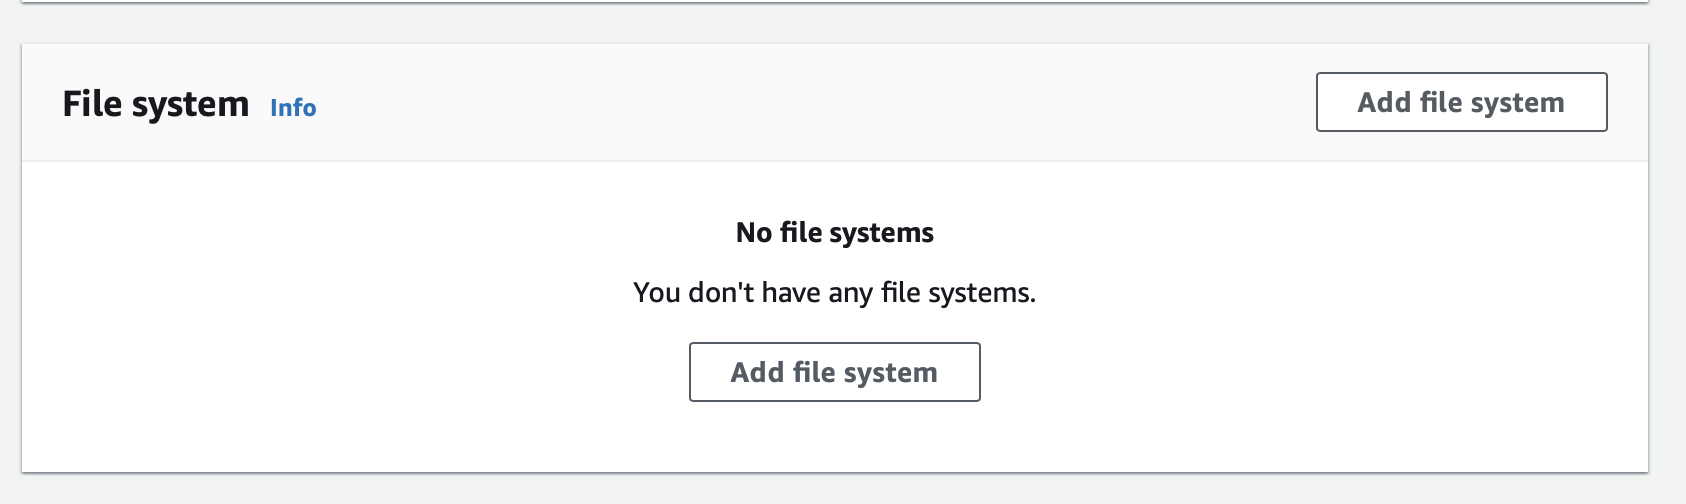 File system Info
Add file system
No file systems
You don't have any file systems.
Add file system